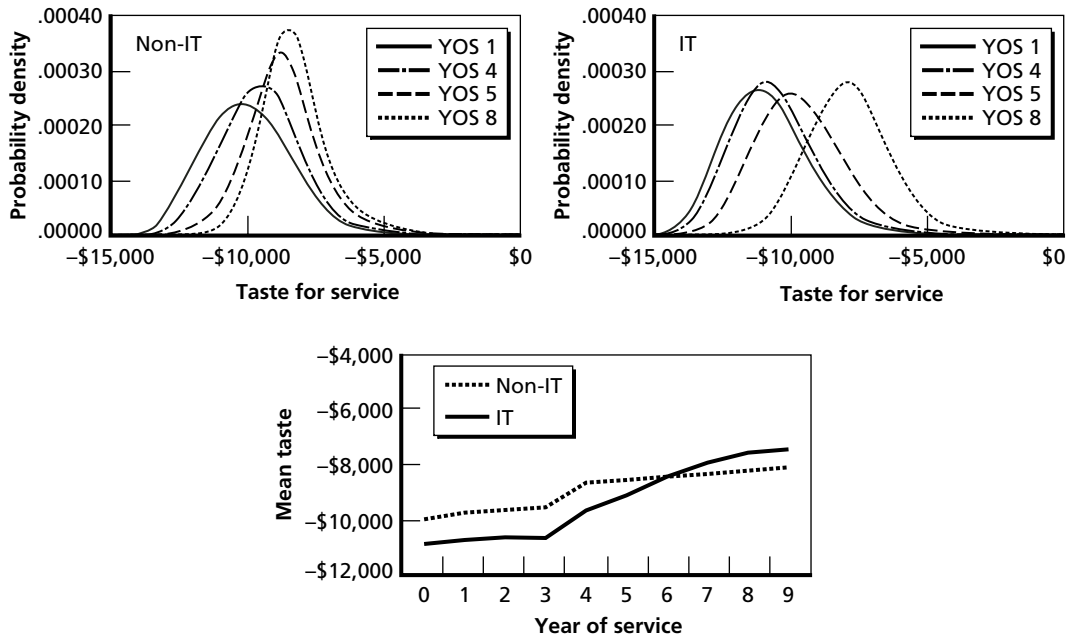 Probability density
.00040
.00030
.00020
.00010
.00000
Non-IT
YOS 1
YOS 4
YOS 5
YOS 8
–$15,000 –$10,000 –$5,000 $0
Taste for service
Probability density
.00040
.00030
.00020
.00010
.00000
IT
YOS 1
YOS 4
YOS 5
YOS 8
–$15,000 –$10,000 –$5,000 $0
Taste for service
Mean taste
–$4,000
–$6,000
–$8,000
–$10,000
–$12,000
Non-IT
IT
0 1 2 3 4 5 6 7 8 9
Year of service